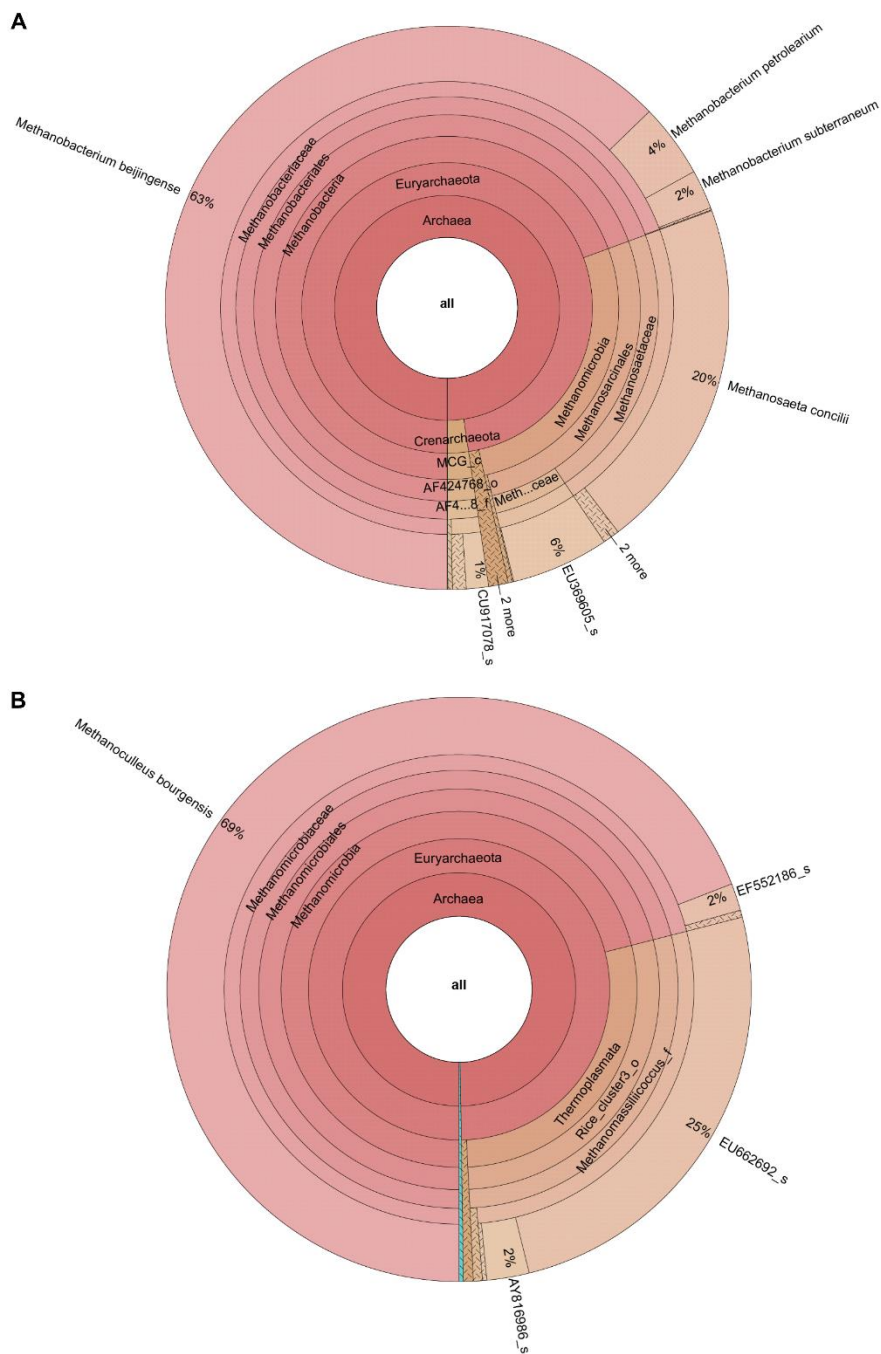 A
Methanobacterium petrolearium
4%
Methanobacterium subterraneum
2%
Methanobacterium beijingense
63%
Methanobacteriaceae
Methanobacteriales
Methanobacteria
Euryarchaeota
Archaea
all
Methanomicrobia
Methanosarcinales
Methanosaetaceae
20%
Methanosaeta concilii
Crenarchaeota
MCG_c
AF424768_o
AF4...8_f
Meth...ceae
2 more
6%
EU369605_s
2 more
1%
CU917078_s
B
Methanoculleus bourgensis
69%
Methanomicrobiaceae
Methanomicrobiales
Methanomicrobia
Euryarchaeota
Archaea
all
2%
EF552186_s
Thermoplasmata
Rice_cluster3_o
Methanomassiliicoccus_f
25%
EU662692_s
2%
AY816986_s